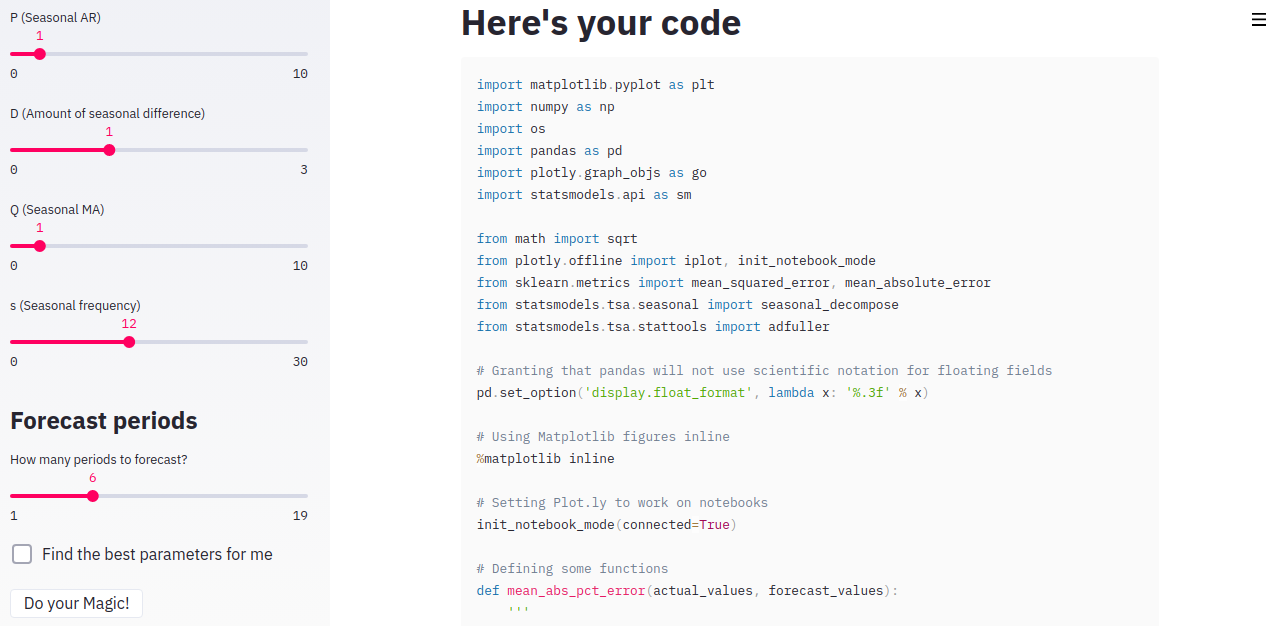 P (Seasonal AR)
1
0 10
D (Amount of seasonal difference)
1
0 3
Q (Seasonal MA)
1
0 10
s (Seasonal frequency)
12
0 30
Forecast periods
How many periods to forecast?
6
1 19
Find the best parameters for me
Do your Magic!
Here's your code
import matplotlib.pyplot as plt
import numpy as np
import os
import pandas as pd
import plotly.graph_objs as go
import statsmodels.api as sm
from math import sqrt
from plotly.offline import iplot, init_notebook_mode
from sklearn.metrics import mean_squared_error, mean_absolute_error
from statsmodels.tsa.seasonal import seasonal_decompose
from statsmodels.tsa.stattools import adfuller
# Granting that pandas will not use scientific notation for floating fields
pd.set_option('display.float_format', lambda x: '%.3f' % x)
# Using Matplotlib figures inline
%matplotlib inline
# Setting Plot.ly to work on notebooks
init_notebook_mode(connected=True)
# Defining some functions
def mean_abs_pct_error(actual_values, forecast_values):
'''